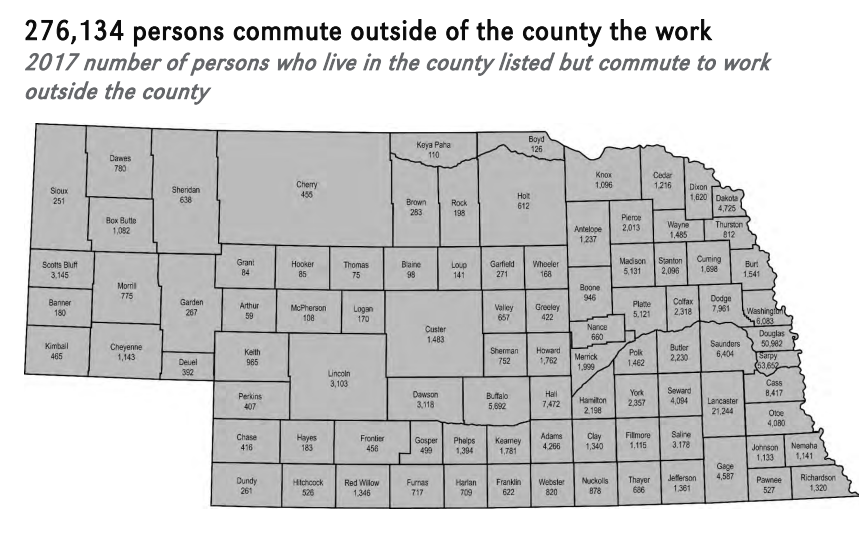 276,134 persons commute outside of the county the work
2017 number of persons who live in the county listed but commute to work
outside the county
Sioux
251
Dawes
780
Box Butte
1,082
Sheridan
638
Cherry
455
Keya Paha
110
Boyd
126
Brown
283
Rock
198
Holt
612
Knox
1,096
Cedar
1,216
Dixon
1,620
Dakota
4,725
Antelope
1,237
Pierce
2,013
Wayne
1,485
Thurston
812
Scotts Bluff
3,145
Banner
180
Kimball
465
Morrill
775
Cheyenne
1,143
Garden
267
Deuel
392
Grant
84
Hooker
85
Thomas
75
Blaine
98
Loup
141
Garfield
271
Wheeler
168
Boone
946
Madison
5,131
Stanton
2,096
Cuming
1,698
Burt
1,541
Arthur
59
McPherson
108
Logan
170
Custer
1,483
Valley
657
Greeley
422
Nance
660
Platte
5,121
Colfax
2,318
Dodge
7,961
Washington
6,083
Douglas
50,982
Sarpy
53,652
Keith
965
Lincoln
3,103
Sherman
752
Howard
1,762
Merrick
1,999
Polk
1,462
Butler
2,230
Saunders
6,404
Perkins
407
Dawson
3,118
Buffalo
5,692
Hall
7,472
Hamilton
2,198
York
2,357
Seward
4,094
Lancaster
21,244
Cass
8,417
Otoe
4,080
Chase
416
Hayes
183
Frontier
456
Gosper
499
Phelps
1,394
Kearney
1,781
Adams
4,266
Clay
1,340
Fillmore
1,115
Saline
3,178
Gage
4,587
Johnson
1,133
Nemaha
1,141
Dundy
261
Hitchcock
526
Red Willow
1,346
Furnas
717
Harlan
709
Franklin
622
Webster
820
Nuckolls
878
Thayer
686
Jefferson
1,361
Pawnee
527
Richardson
1,320